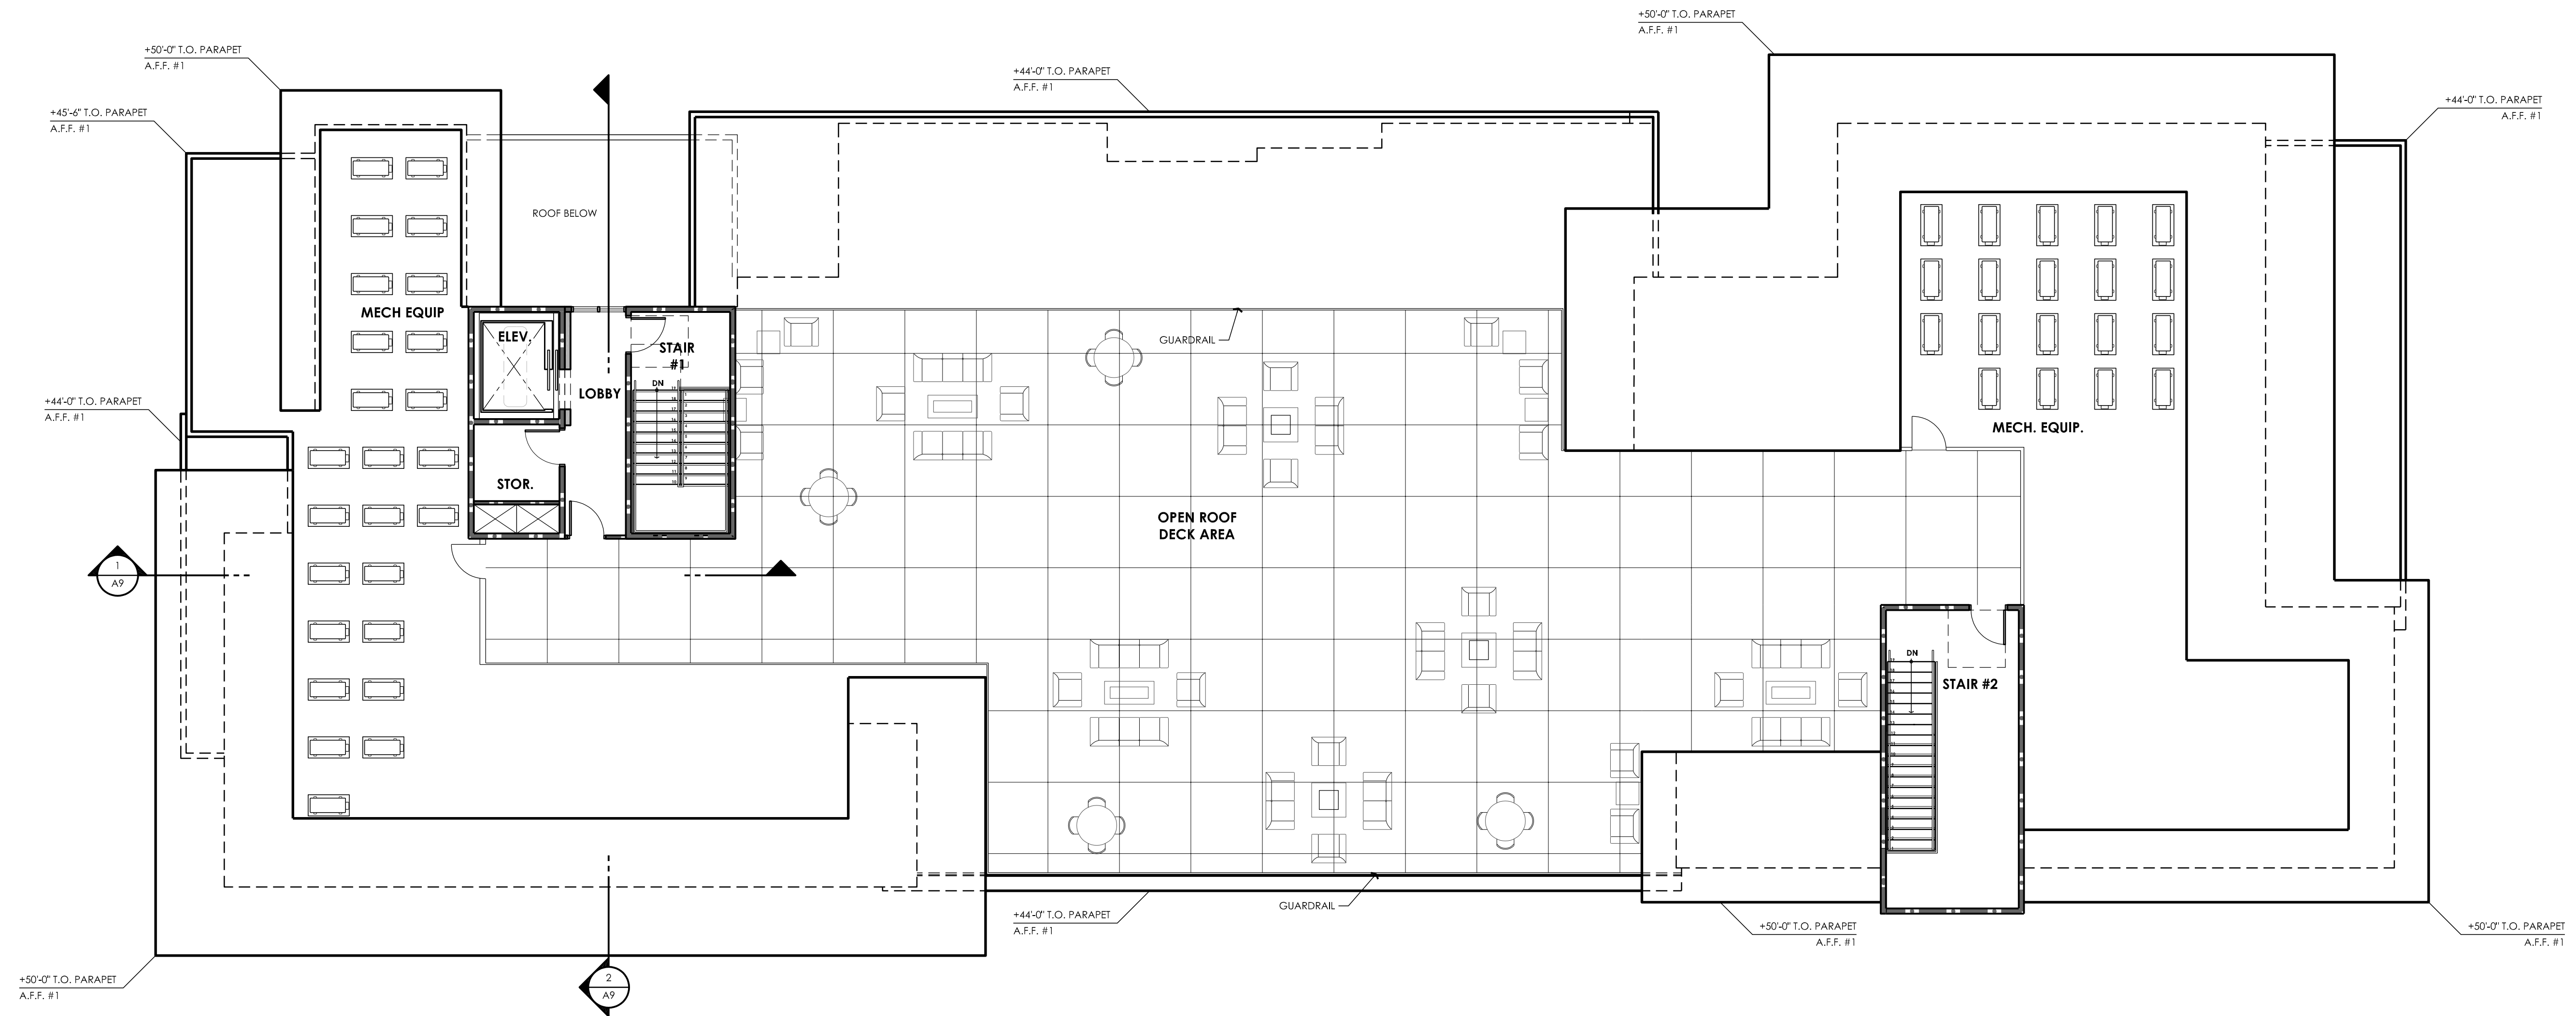 +50'-0" T.O. PARAPET
A.F.F. #1
+50'-0" T.O. PARAPET
A.F.F. #1
+44'-0" T.O. PARAPET
A.F.F. #1
+44'-0" T.O. PARAPET
A.F.F. #1
+45'-6" T.O. PARAPET
A.F.F. #1
ROOF BELOW
MECH EQUIP
ELEV.
STAIR
#1
GUARDRAIL
DN
LOBBY
+44'-0" T.O. PARAPET
A.F.F. #1
MECH. EQUIP.
STOR.
OPEN ROOF
DECK AREA
1
A9
DN
STAIR #2
GUARDRAIL
+44'-0" T.O. PARAPET
A.F.F. #1
+50'-0" T.O. PARAPET
A.F.F. #1
+50'-0" T.O. PARAPET
A.F.F. #1
+50'-0" T.O. PARAPET
A.F.F. #1
2
A9